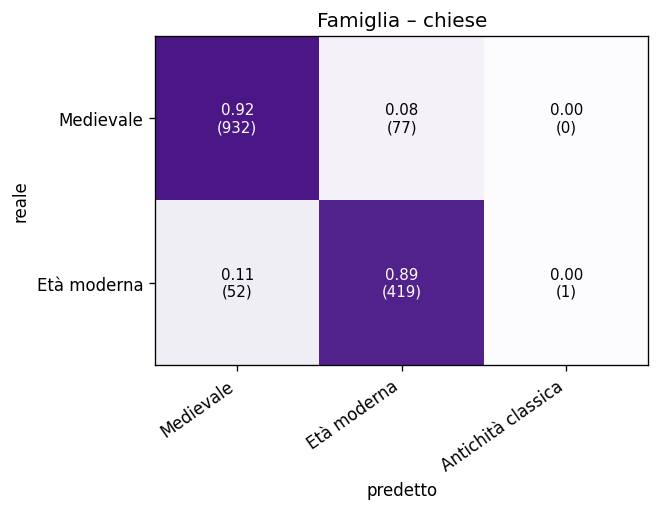 Famiglia – chiese
reale
Medievale
0.92
(932)
0.08
(77)
0.00
(0)
Età moderna
0.11
(52)
0.89
(419)
0.00
(1)
Medievale
Età moderna
Antichità classica
predetto